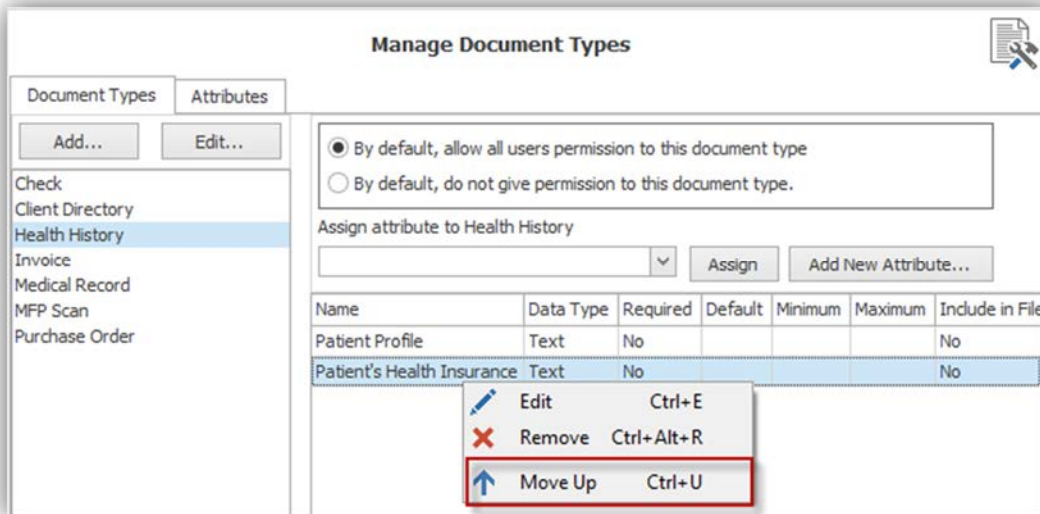 Manage Document Types
Document Types Attributes
Add... Edit...
Check
Client Directory
Health History
Invoice
Medical Record
MFP Scan
Purchase Order
By default, allow all users permission to this document type
By default, do not give permission to this document type.
Assign attribute to Health History
Assign Add New Attribute...
Name Data Type Required Default Minimum Maximum Include in File
Patient Profile Text No No
Patient's Health Insurance Text No No
Edit Ctrl+E
Remove Ctrl+Alt+R
Move Up Ctrl+U